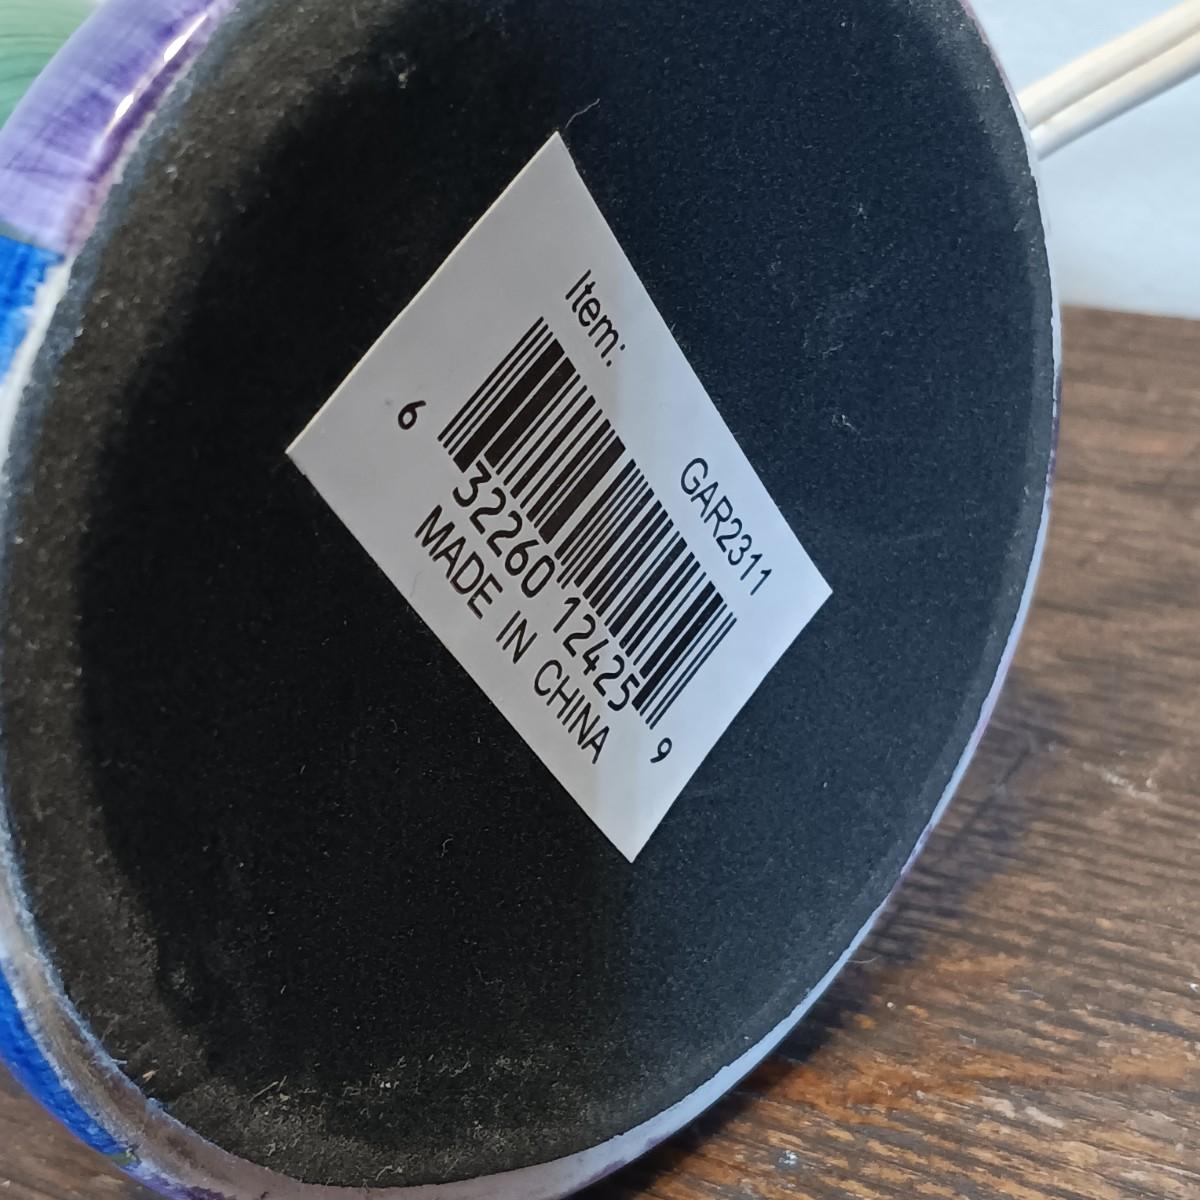 Item: GAR2311
6 32260 12425 9
MADE IN CHINA